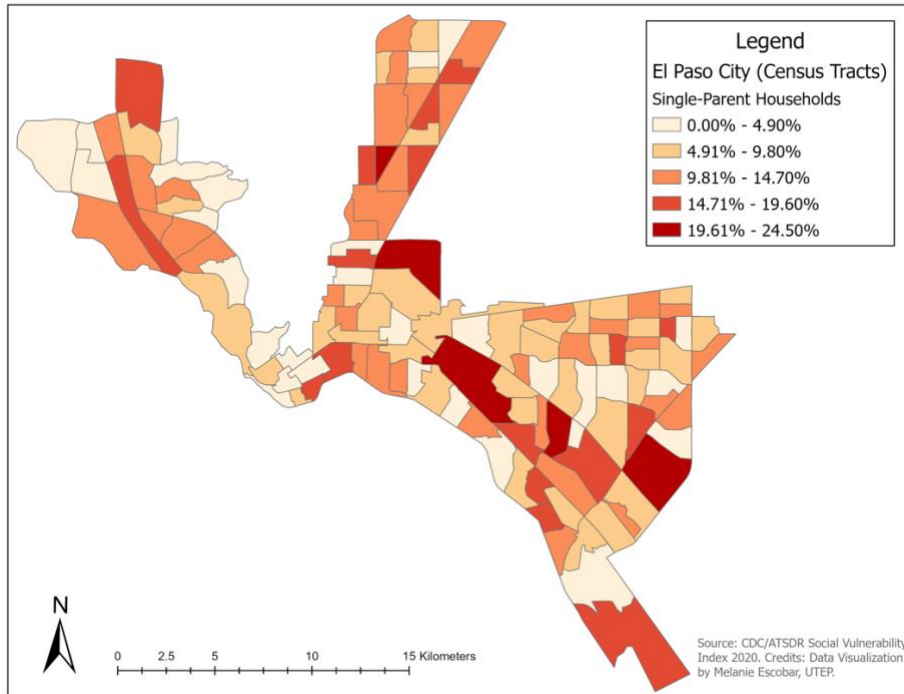 Legend
El Paso City (Census Tracts)
Single-Parent Households
0.00% - 4.90%
4.91% - 9.80%
9.81% - 14.70%
14.71% - 19.60%
19.61% - 24.50%
N
0 2.5 5 10 15 Kilometers
Source: CDC/ATSDR Social Vulnerability
Index 2020. Credits: Data Visualization
by Melanie Escobar, UTEP.